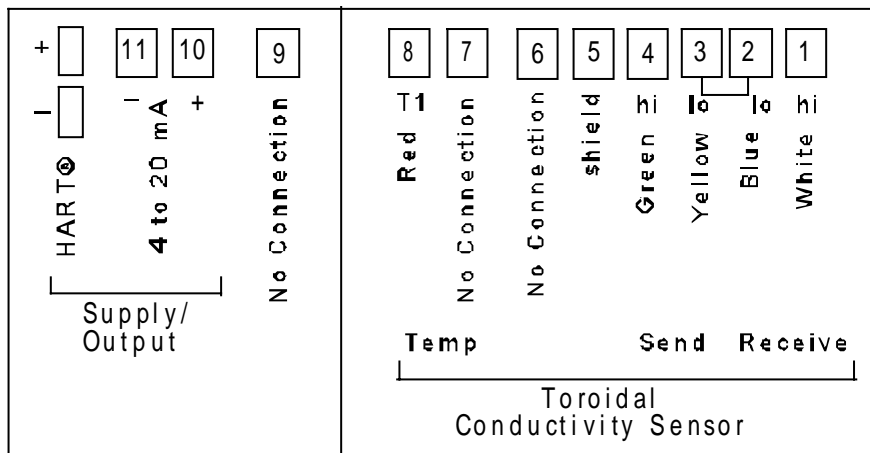 + 11 10 9 8 7 6 5 4 3 2 1
− − +
HART®
4 to 20 mA
No Connection
T1
Red
No Connection
No Connection
shield
hi
Green
lo
Yellow
lo
Blue
hi
White
Supply/
Output
Temp Send Receive
Toroidal
Conductivity Sensor